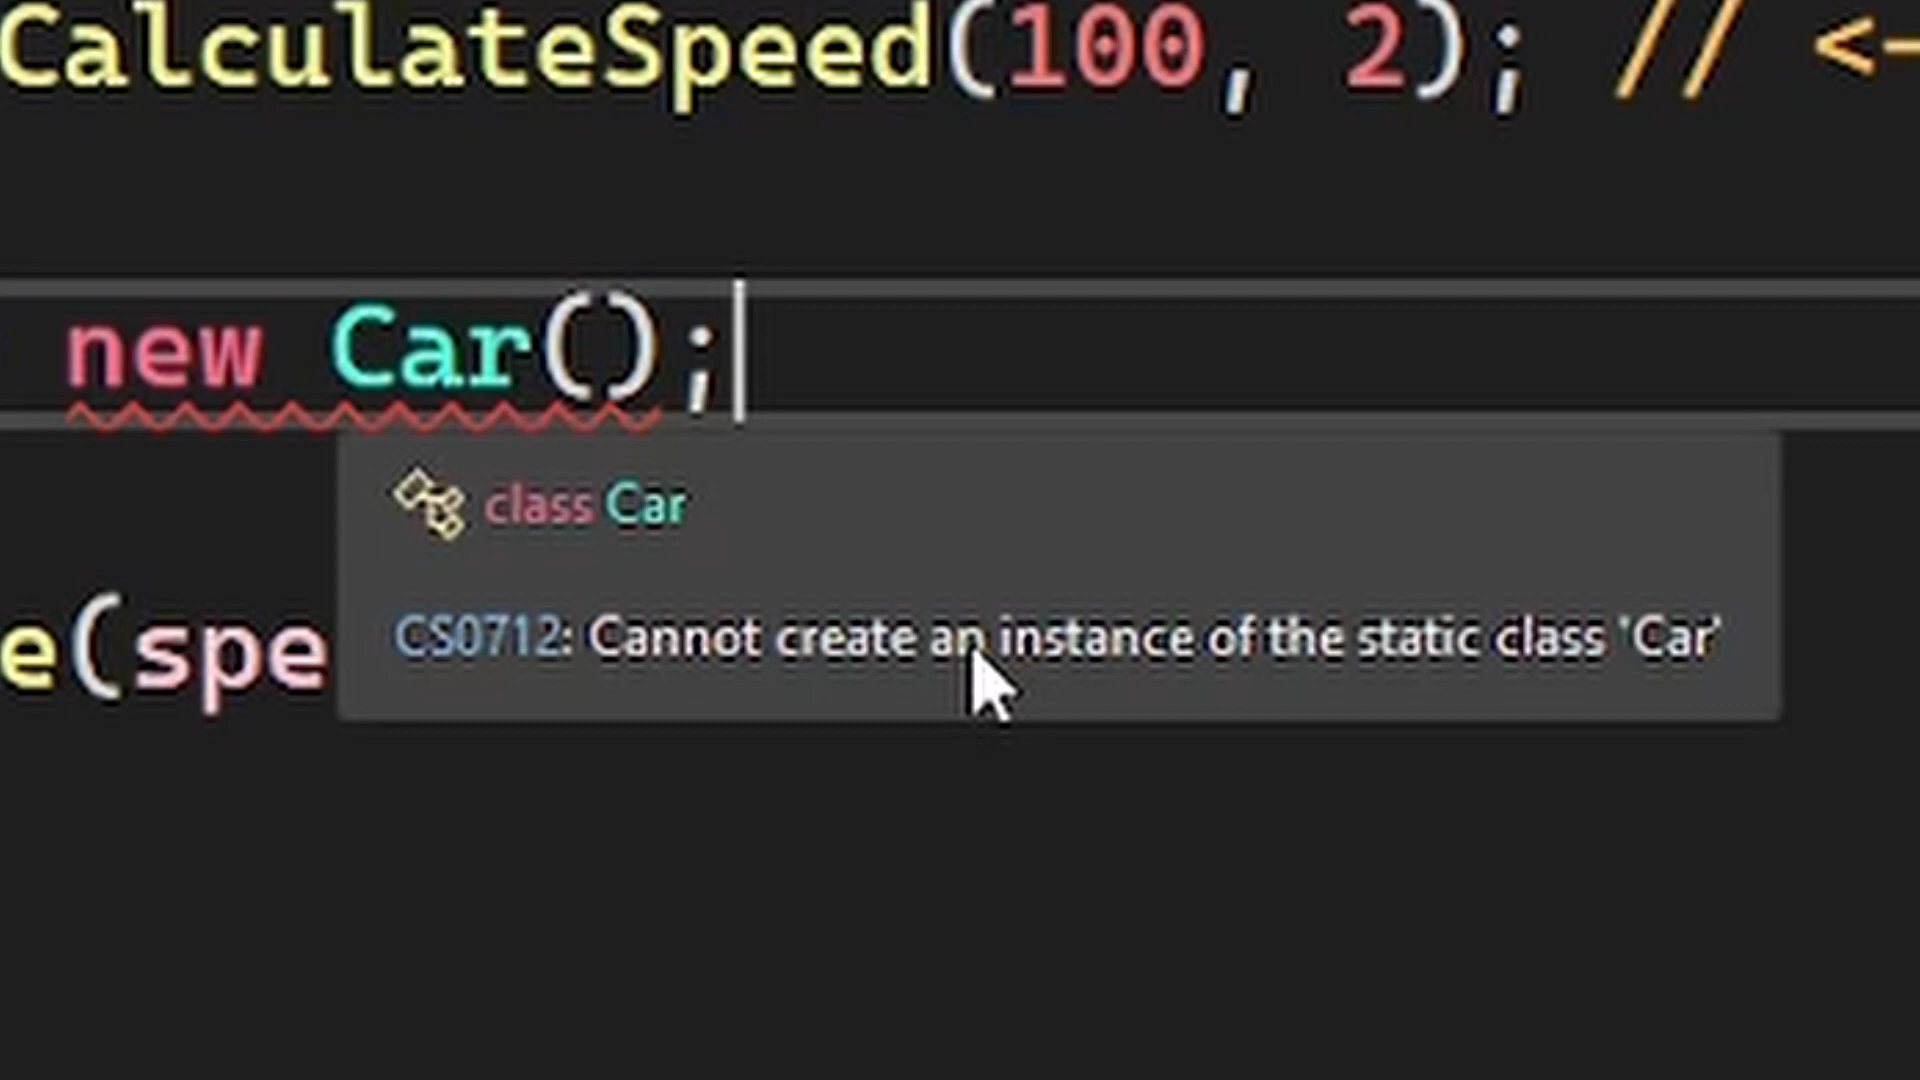 CalculateSpeed(100, 2); // <-
new Car();
class Car
CS0712: Cannot create an instance of the static class 'Car'
e(spe